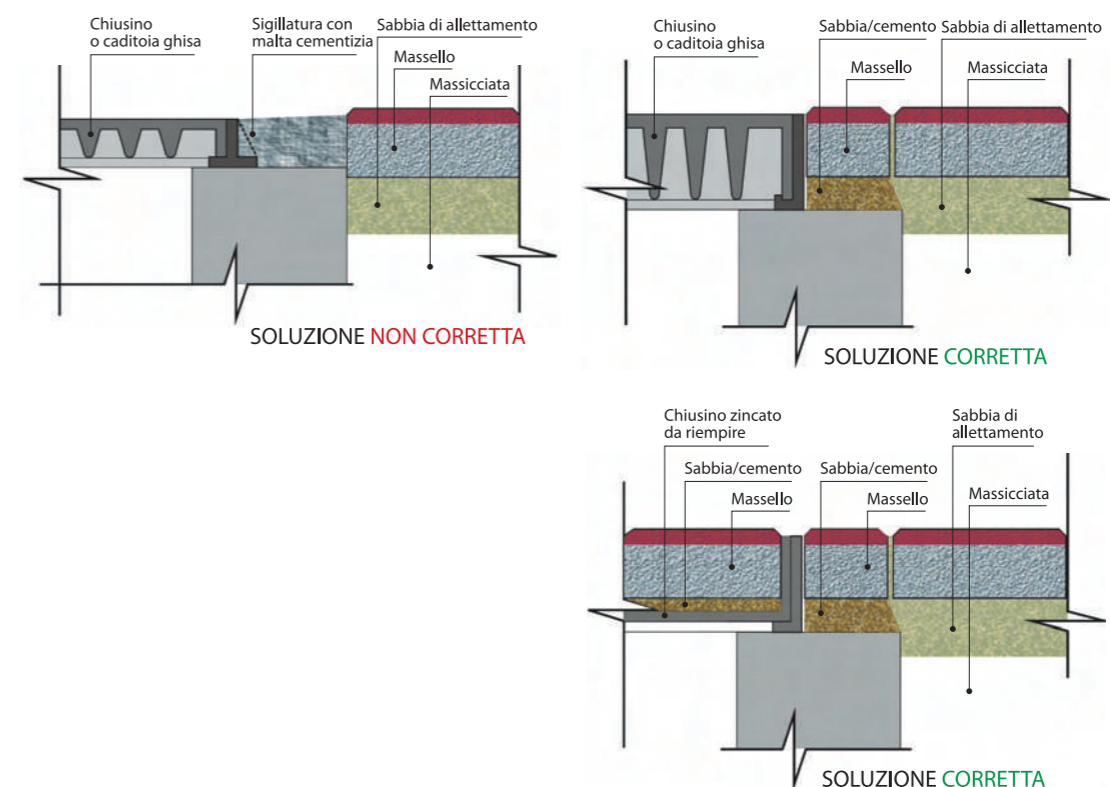 Chiusino
o caditoia ghisa
Sigillatura con
malta cementizia
Sabbia di allettamento
Massello
Massicciata
SOLUZIONE NON CORRETTA
Chiusino
o caditoia ghisa
Sabbia/cemento
Sabbia di allettamento
Massello
Massicciata
SOLUZIONE CORRETTA
Chiusino zincato
da riempire
Sabbia di
allettamento
Sabbia/cemento
Sabbia/cemento
Massello
Massello
Massicciata
SOLUZIONE CORRETTA